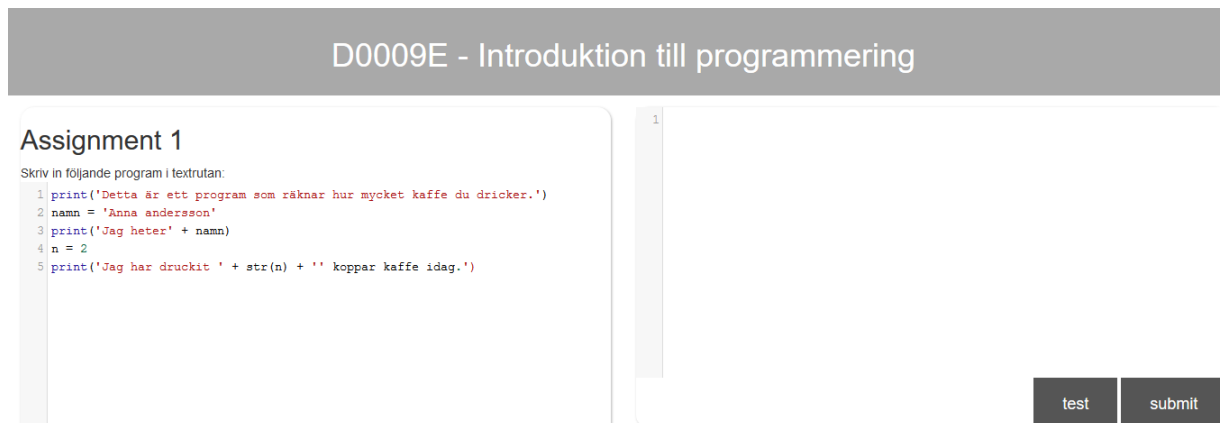 D0009E - Introduktion till programmering
Assignment 1
Skriv in följande program i textrutan:
1 print('Detta är ett program som räknar hur mycket kaffe du dricker.')
2 namn = 'Anna andersson'
3 print('Jag heter' + namn)
4 n = 2
5 print('Jag har druckit ' + str(n) + '' koppar kaffe idag.')
1
test
submit